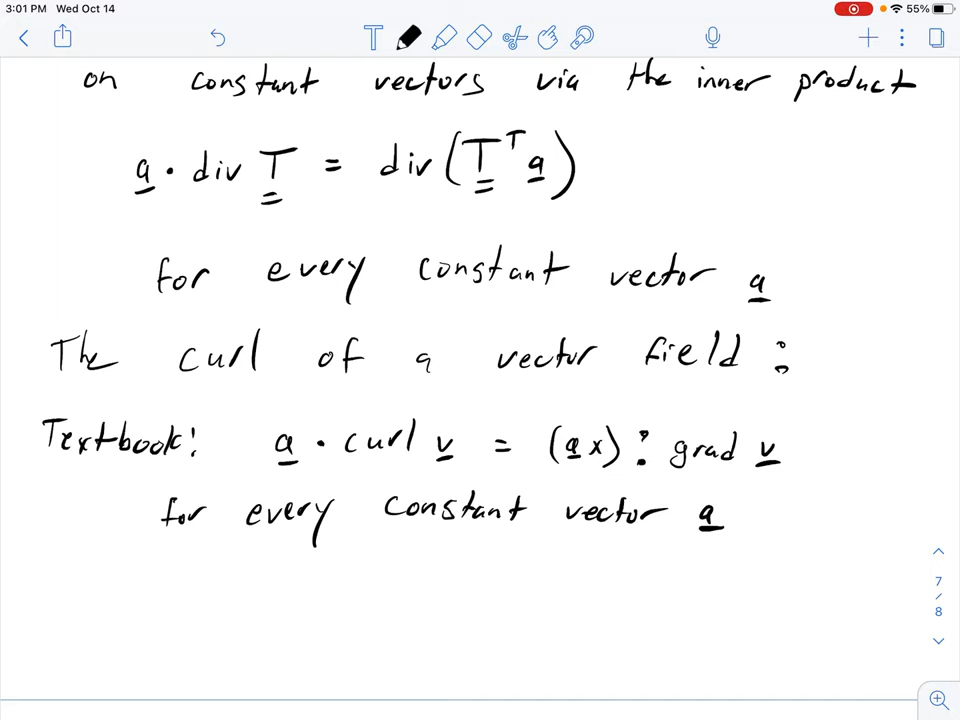 3:01 PM Wed Oct 14
55%
on constant vectors via the inner product
a · div T = div (Tᵀ a)
for every constant vector a
The curl of a vector field :
Textbook: a · curl v = (a x) : grad v
for every constant vector a
7
/
8